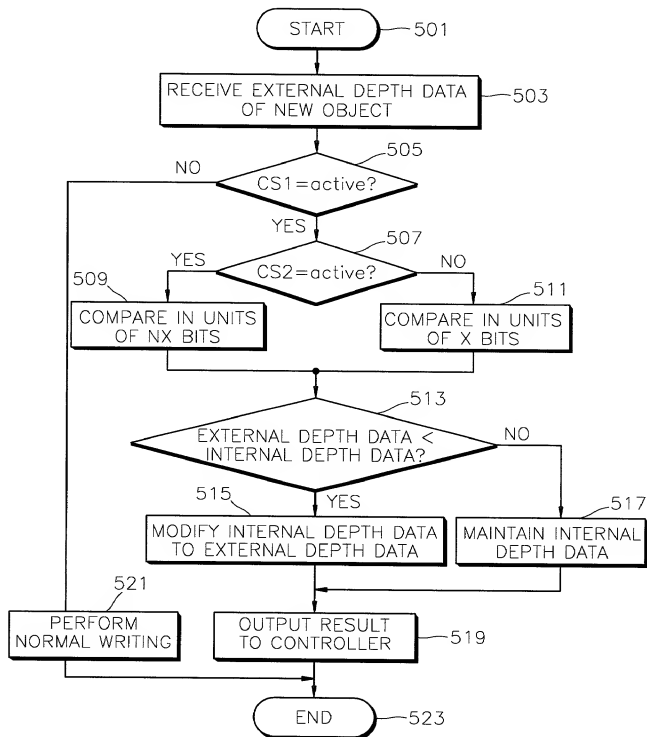 START
501
RECEIVE EXTERNAL DEPTH DATA
OF NEW OBJECT
503
505
NO
CS1=active?
YES
507
YES
CS2=active?
NO
509
COMPARE IN UNITS
OF NX BITS
511
COMPARE IN UNITS
OF X BITS
513
EXTERNAL DEPTH DATA <
INTERNAL DEPTH DATA?
NO
515
YES
MODIFY INTERNAL DEPTH DATA
TO EXTERNAL DEPTH DATA
517
MAINTAIN INTERNAL
DEPTH DATA
521
PERFORM
NORMAL WRITING
OUTPUT RESULT
TO CONTROLLER
519
END
523